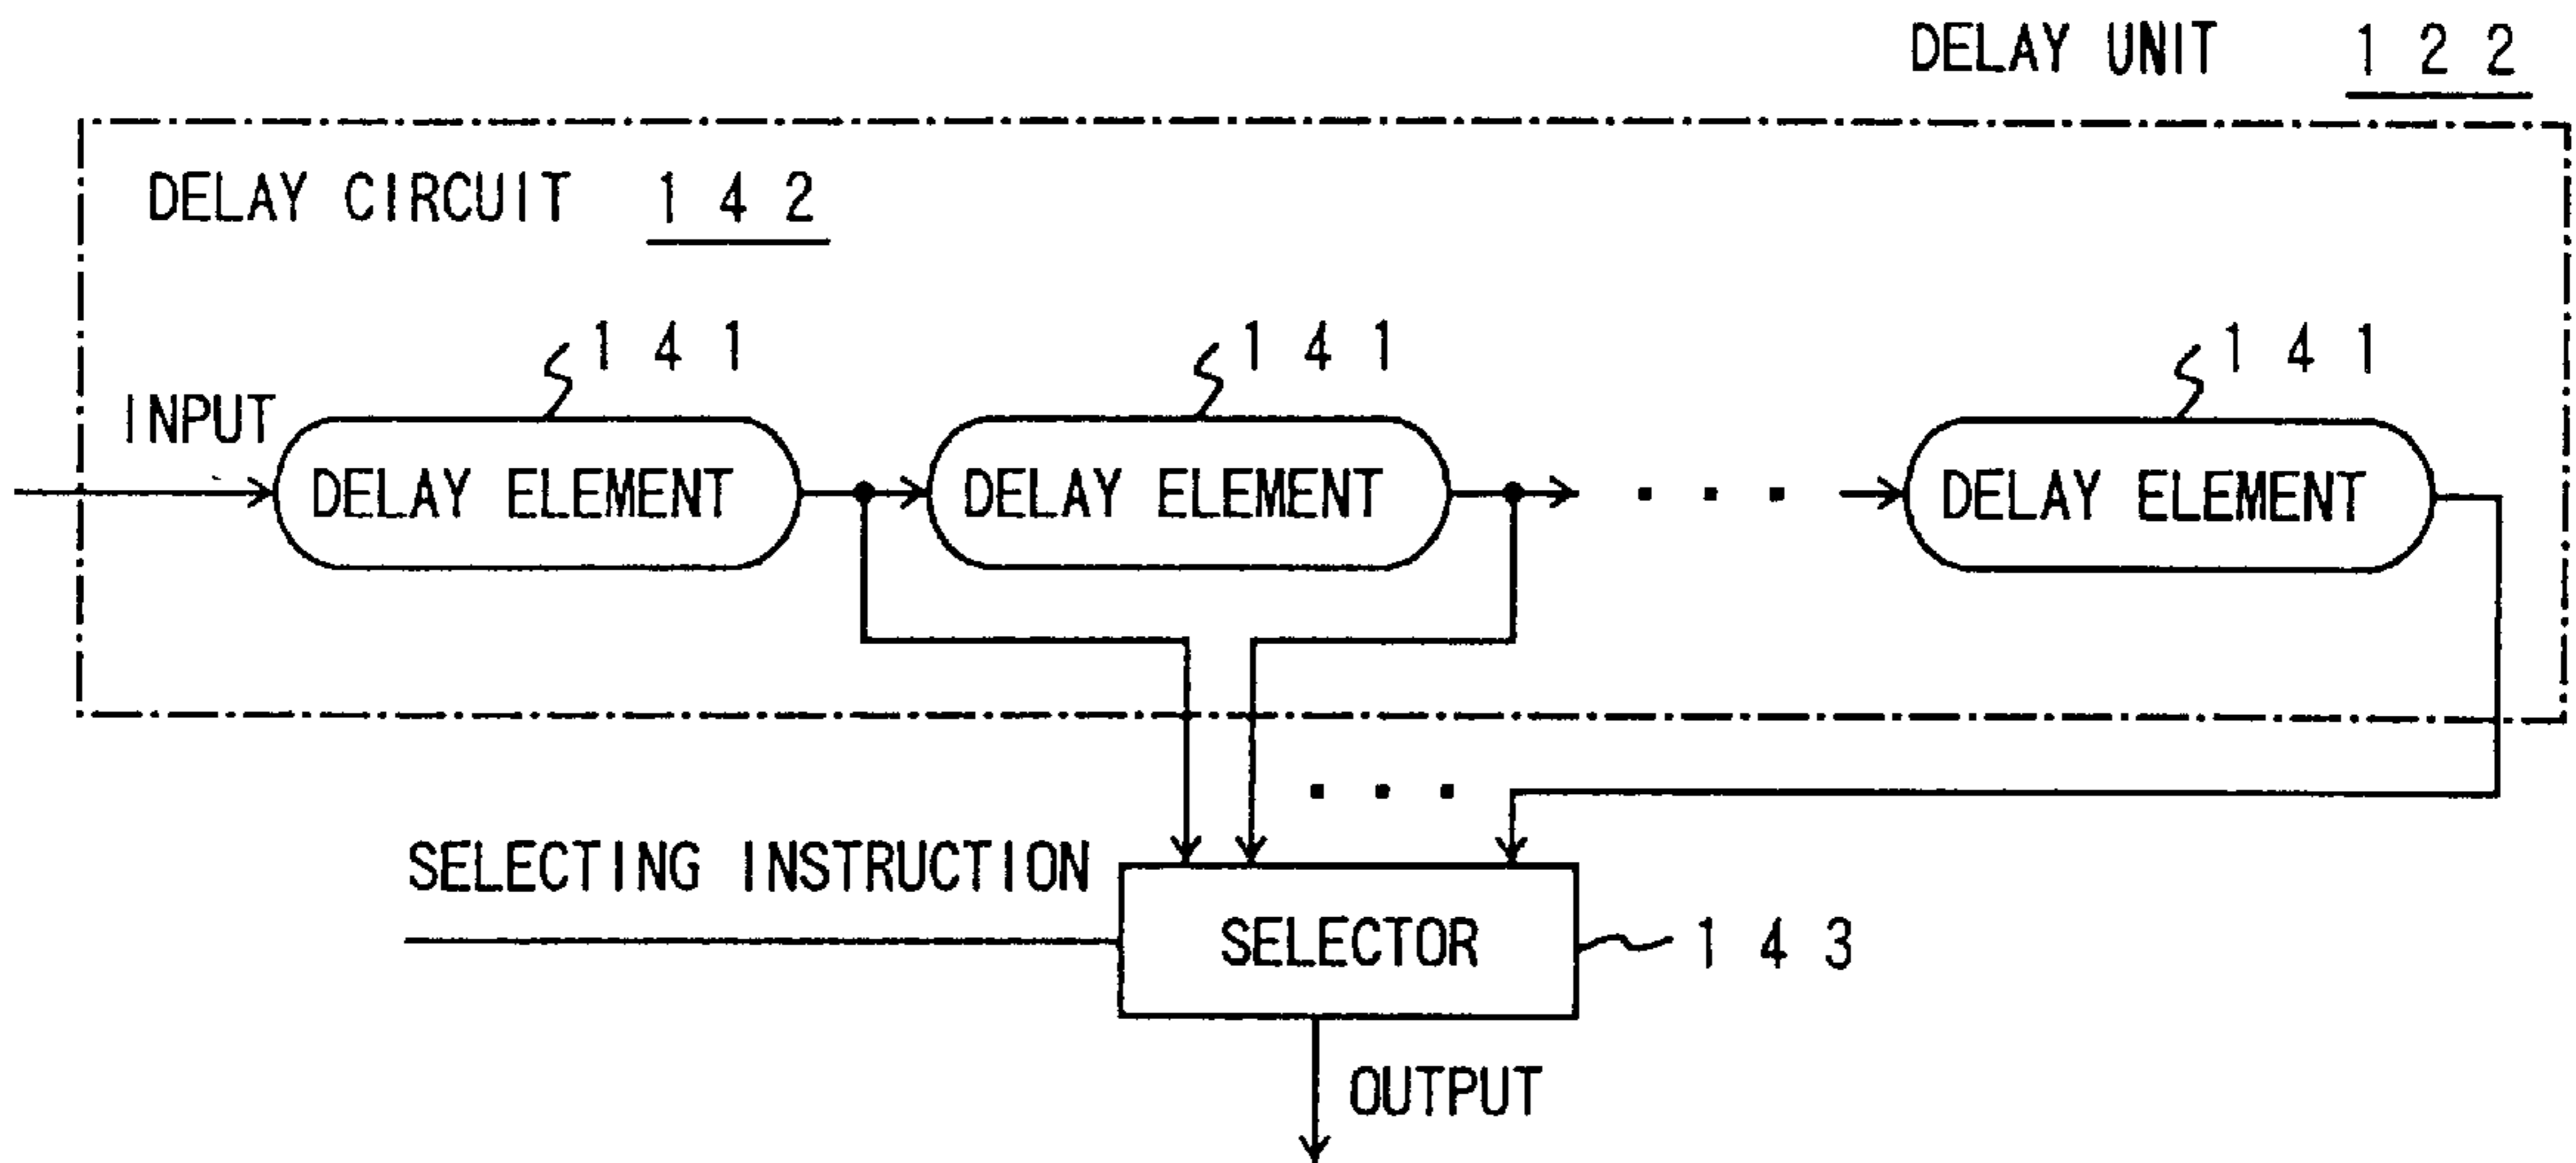 DELAY UNIT 122
DELAY CIRCUIT 142
141 141 141
INPUT
DELAY ELEMENT DELAY ELEMENT DELAY ELEMENT
SELECTING INSTRUCTION
SELECTOR 143
OUTPUT